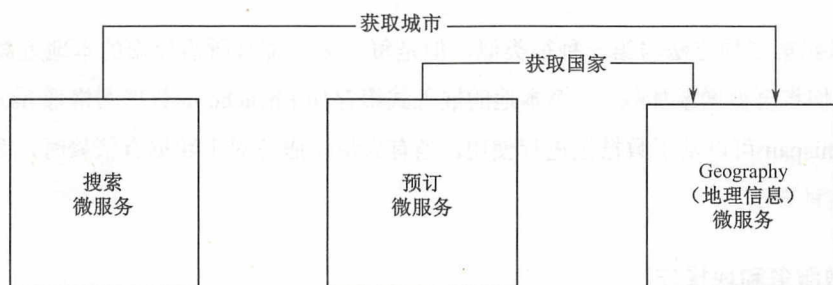 获取城市
获取国家
搜索
微服务
预订
微服务
Geography
（地理信息）
微服务